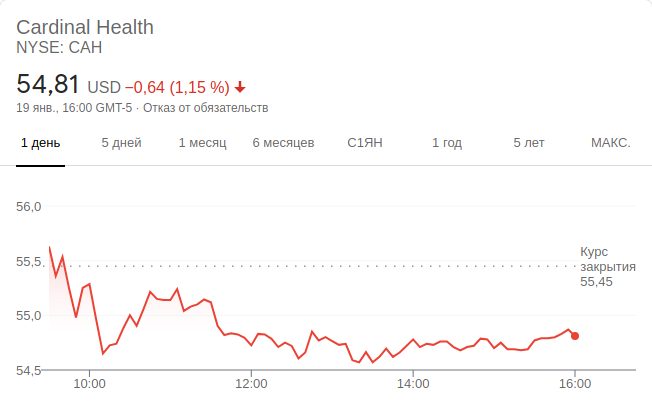 Cardinal Health
NYSE: CAH
54,81 USD −0,64 (1,15 %)
19 янв., 16:00 GMT-5 · Отказ от обязательств
1 день 5 дней 1 месяц 6 месяцев С1ЯН 1 год 5 лет МАКС.
56,0
55,5
55,0
54,5
Курс
закрытия
55,45
10:00 12:00 14:00 16:00